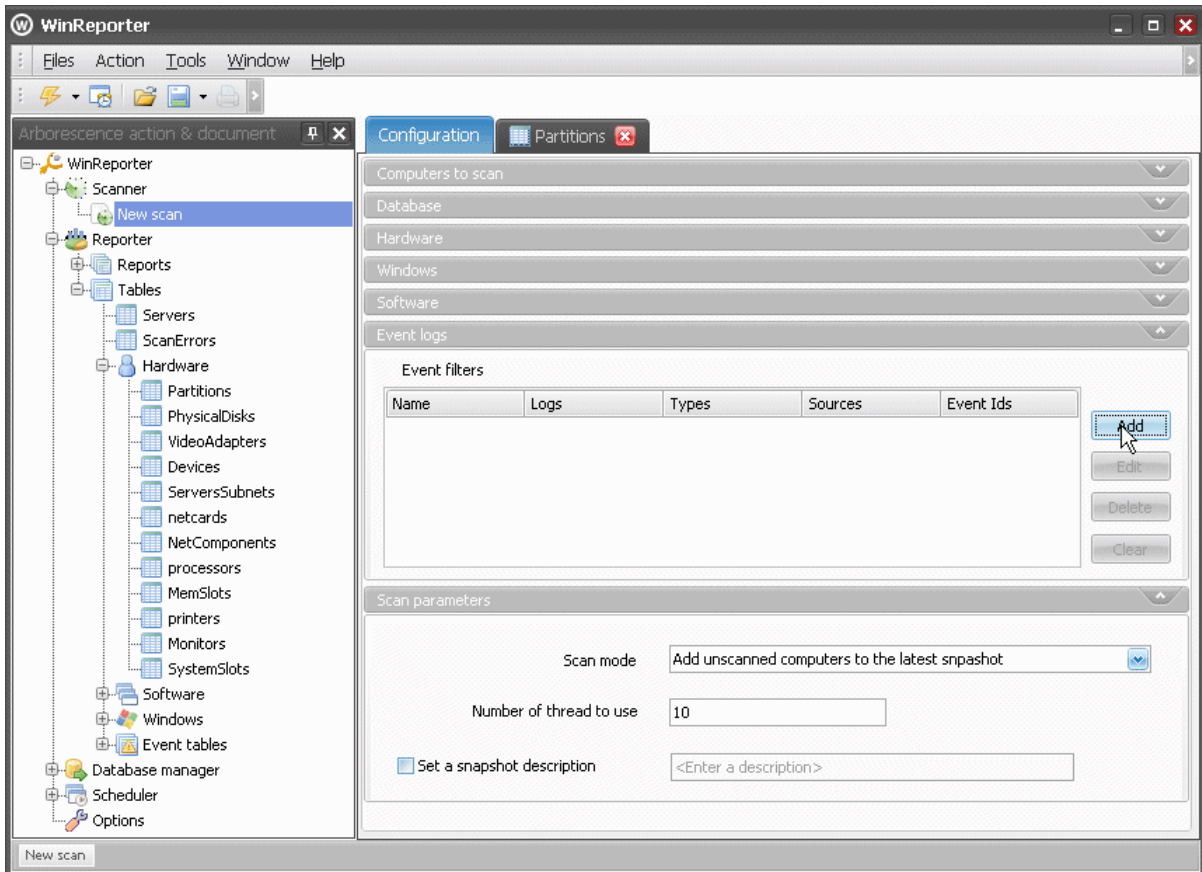 WinReporter
Files Action Tools Window Help
Arborescence action & document
WinReporter
Scanner
New scan
Reporter
Reports
Tables
Servers
ScanErrors
Hardware
Partitions
PhysicalDisks
VideoAdapters
Devices
ServersSubnets
netcards
NetComponents
processors
MemSlots
printers
Monitors
SystemSlots
Software
Windows
Event tables
Database manager
Scheduler
Options
Configuration Partitions
Computers to scan
Database
Hardware
Windows
Software
Event logs
Event filters
Name Logs Types Sources Event Ids
Add
Edit
Delete
Clear
Scan parameters
Scan mode Add unscanned computers to the latest snpashot
Number of thread to use 10
Set a snapshot description <Enter a description>
New scan